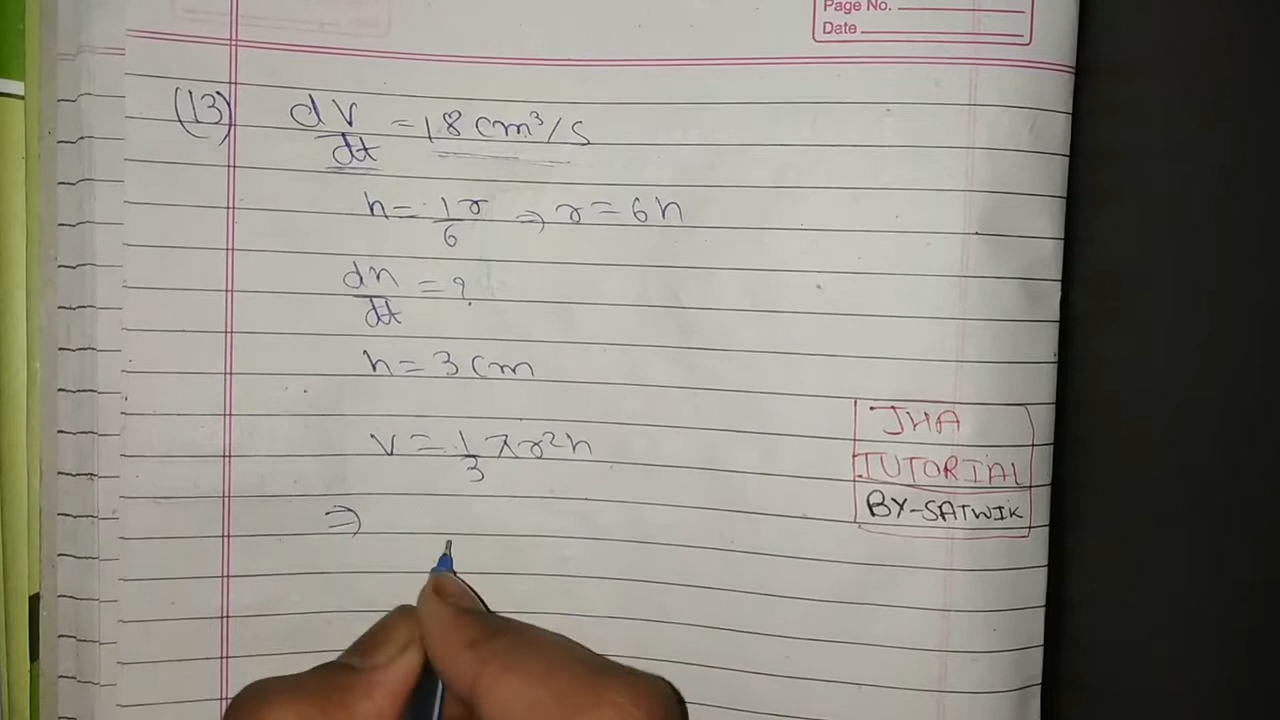 Page No.
Date
(13) dV/dt = 18 cm³/s
h = 1/6 r ⇒ r = 6h
dh/dt = ?
h = 3 cm
V = 1/3 πr²h
⇒
JHA
TUTORIAL
BY-SATWIK